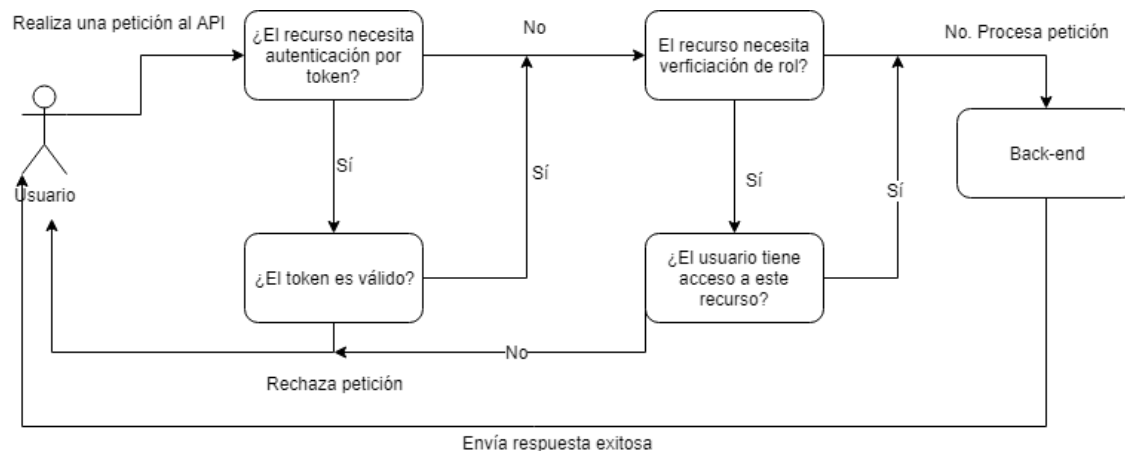 Realiza una petición al API
¿El recurso necesita
autenticación por
token?
No
El recurso necesita
verficiación de rol?
No. Procesa petición
Back-end
Usuario
Sí
Sí
Sí
Sí
¿El token es válido?
¿El usuario tiene
acceso a este
recurso?
No
Rechaza petición
Envía respuesta exitosa